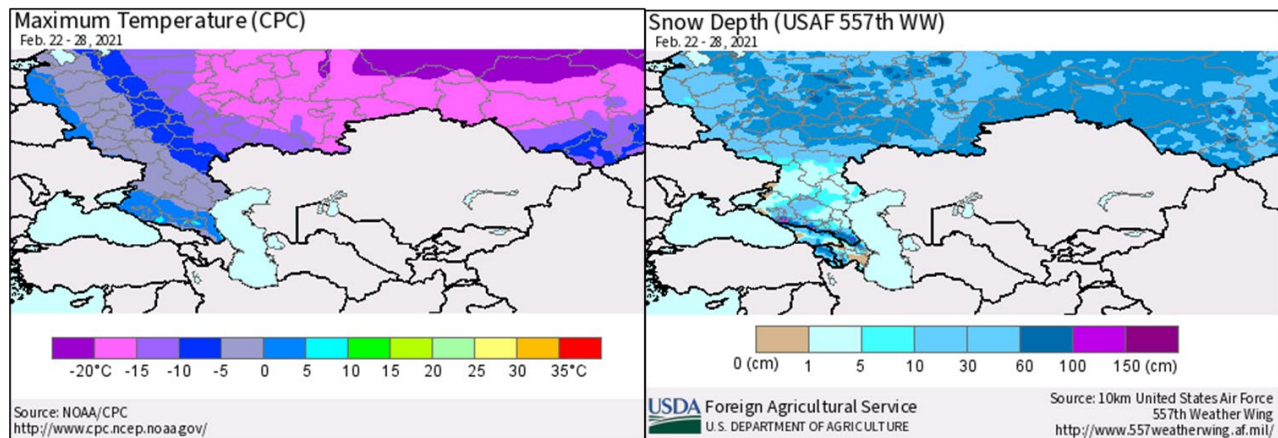 Maximum Temperature (CPC)
Feb. 22 - 28, 2021
-20°C -15 -10 -5 0 5 10 15 20 25 30 35°C
Source: NOAA/CPC
http://www.cpc.ncep.noaa.gov/
Snow Depth (USAF 557th WW)
Feb. 22 - 28, 2021
0 (cm) 1 5 10 30 60 100 150 (cm)
USDA Foreign Agricultural Service
U.S. DEPARTMENT OF AGRICULTURE
Source: 10km United States Air Force
557th Weather Wing
http://www.557weatherwing.af.mil/